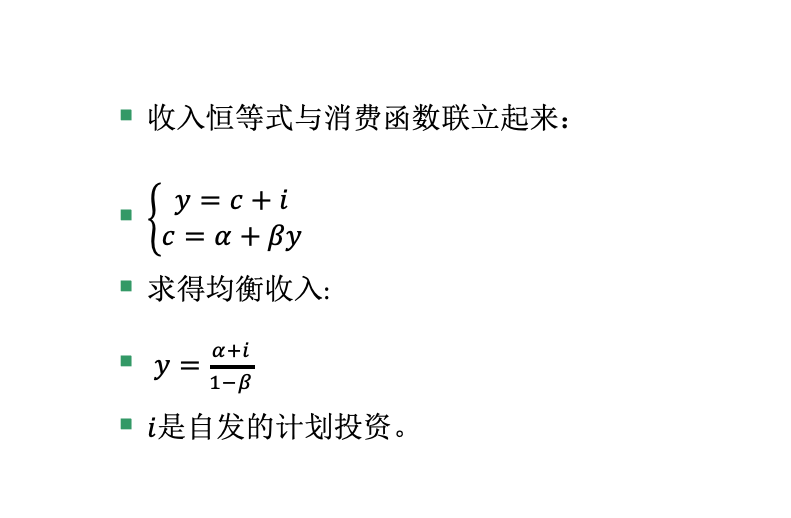 收入恒等式与消费函数联立起来：
{ y = c + i
c = α + βy
求得均衡收入:
y = α+i / 1−β
i是自发的计划投资。